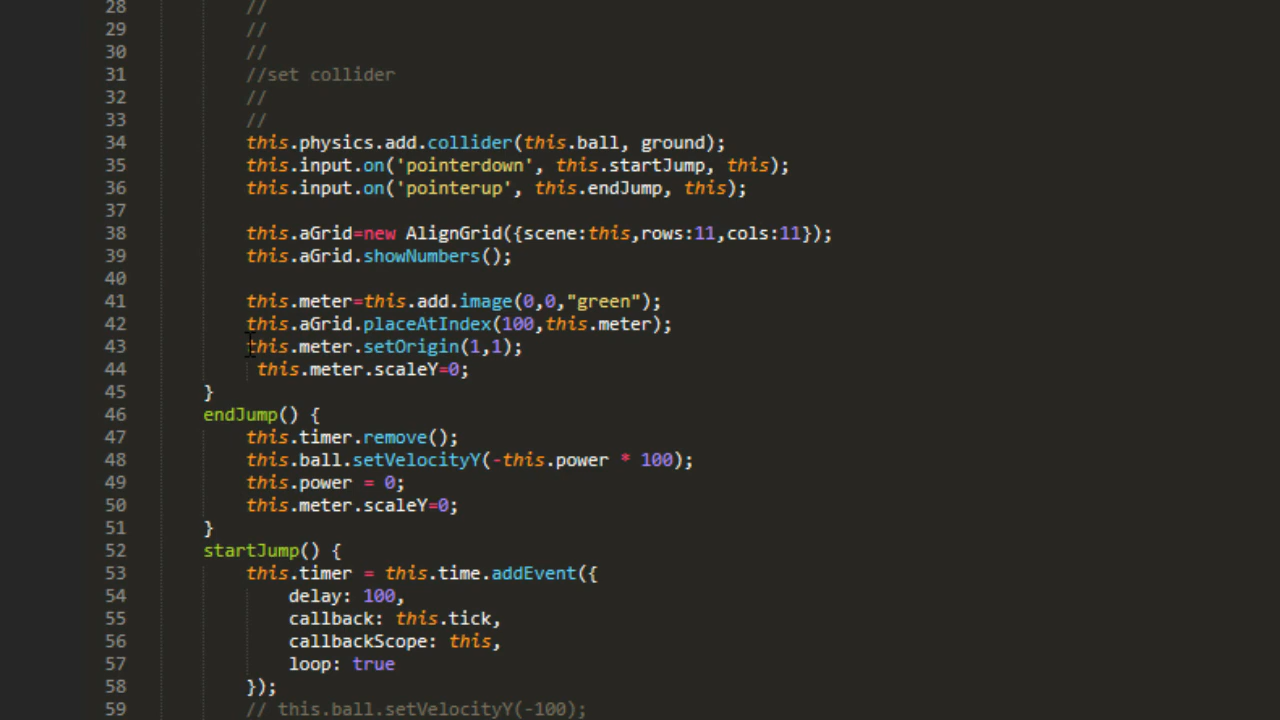 28 //
29 //
30 //
31 //set collider
32 //
33 //
34 this.physics.add.collider(this.ball, ground);
35 this.input.on('pointerdown', this.startJump, this);
36 this.input.on('pointerup', this.endJump, this);
37
38 this.aGrid=new AlignGrid({scene:this,rows:11,cols:11});
39 this.aGrid.showNumbers();
40
41 this.meter=this.add.image(0,0,"green");
42 this.aGrid.placeAtIndex(100,this.meter);
43 this.meter.setOrigin(1,1);
44 this.meter.scaleY=0;
45 }
46 endJump() {
47 this.timer.remove();
48 this.ball.setVelocityY(-this.power * 100);
49 this.power = 0;
50 this.meter.scaleY=0;
51 }
52 startJump() {
53 this.timer = this.time.addEvent({
54 delay: 100,
55 callback: this.tick,
56 callbackScope: this,
57 loop: true
58 });
59 // this.ball.setVelocityY(-100);